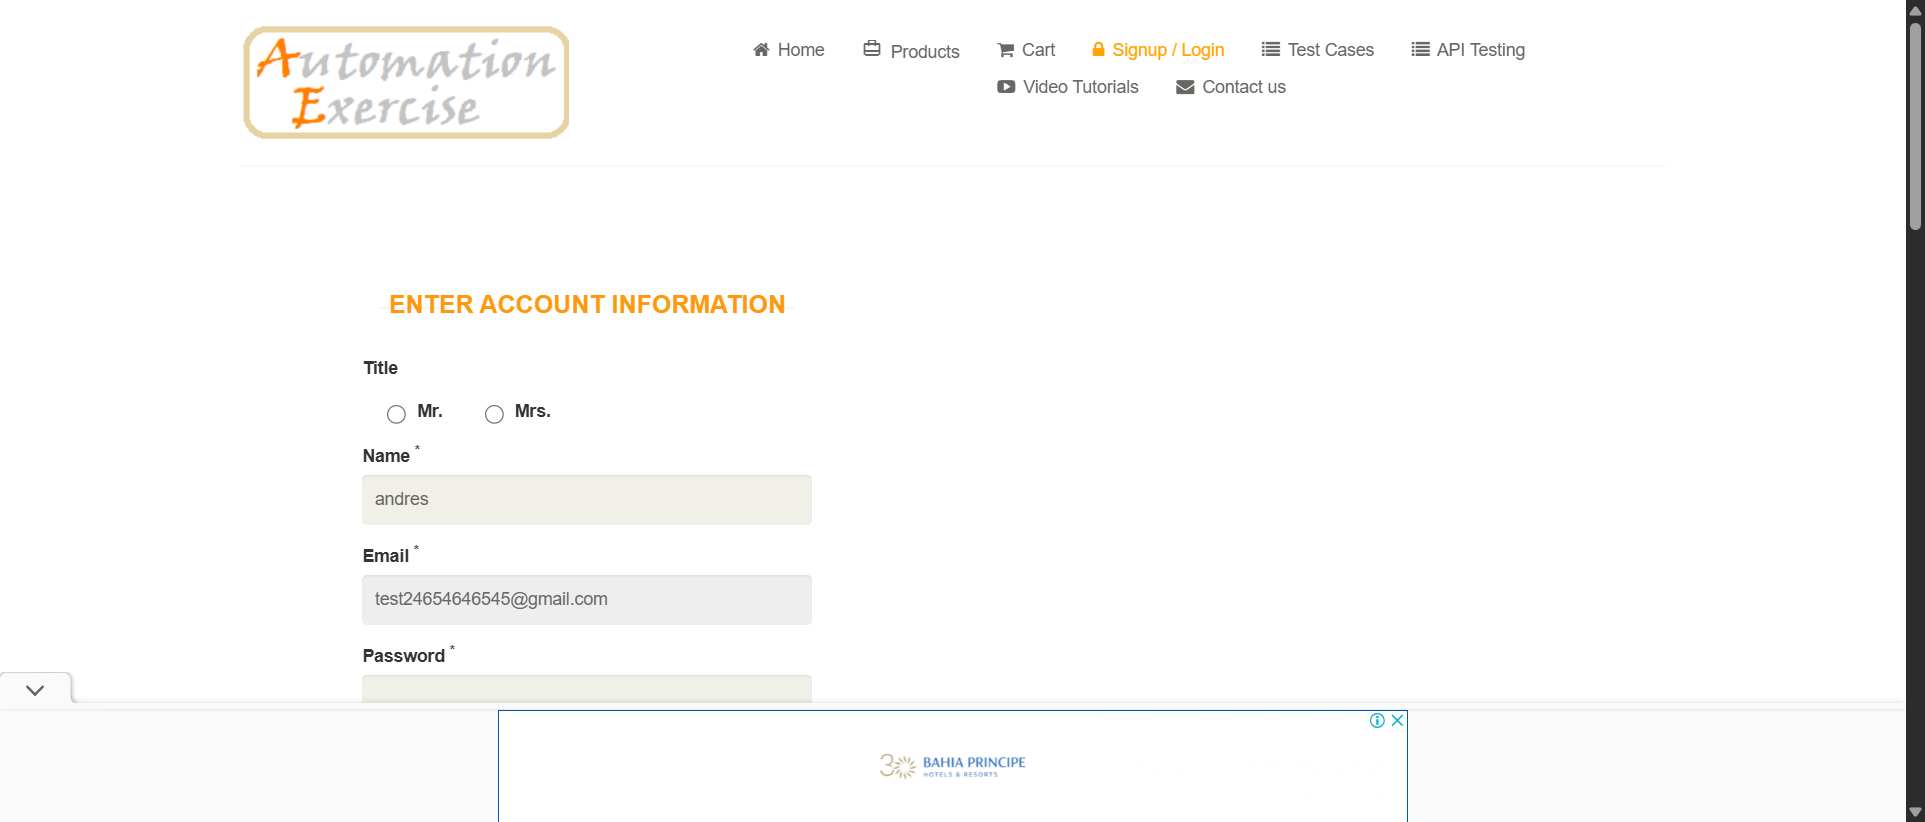 Automation
Exercise
Home
Products
Cart
Signup / Login
Test Cases
API Testing
Video Tutorials
Contact us
ENTER ACCOUNT INFORMATION
Title
Mr.
Mrs.
Name *
andres
Email *
test24654646545@gmail.com
Password *
30 BAHIA PRINCIPE
HOTELS & RESORTS